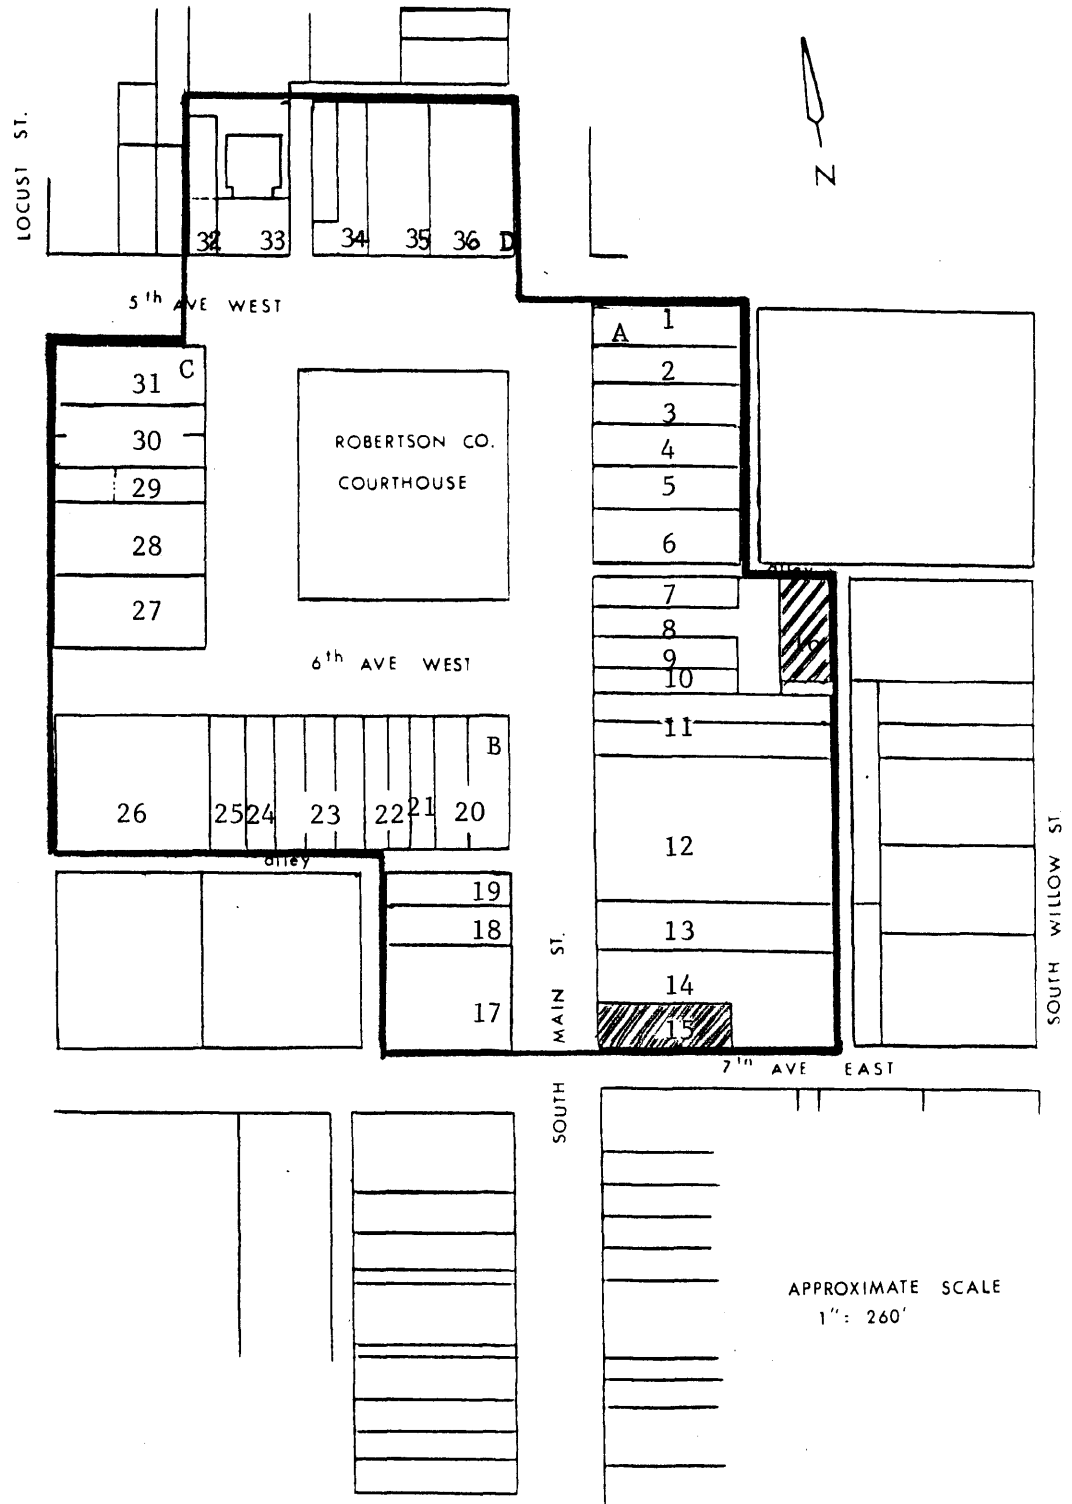 LOCUST ST.
N
32 33 34 35 36 D
5th AVE WEST
A 1
2
3
4
5
6
C
31
30
29
28
27
ROBERTSON CO.
COURTHOUSE
alley
7
8
9
10
16
6th AVE WEST
11
12
13
14
15
B
26 25 24 23 22 21 20
alley
19
18
17
SOUTH MAIN ST.
SOUTH WILLOW ST.
7th AVE EAST
APPROXIMATE SCALE
1": 260'